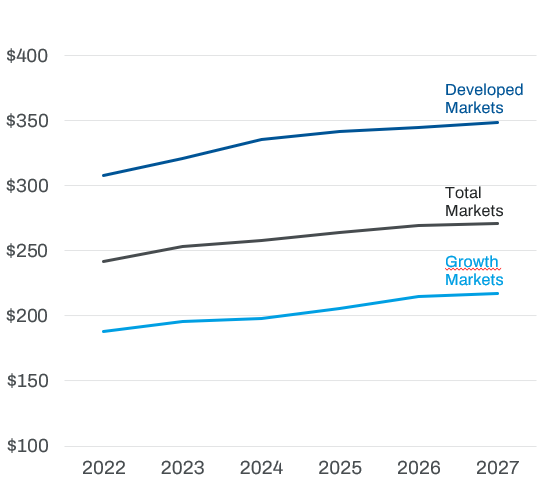 $400
Developed
Markets
$350
$300
Total
Markets
$250
Growth
Markets
$200
$150
$100
2022 2023 2024 2025 2026 2027